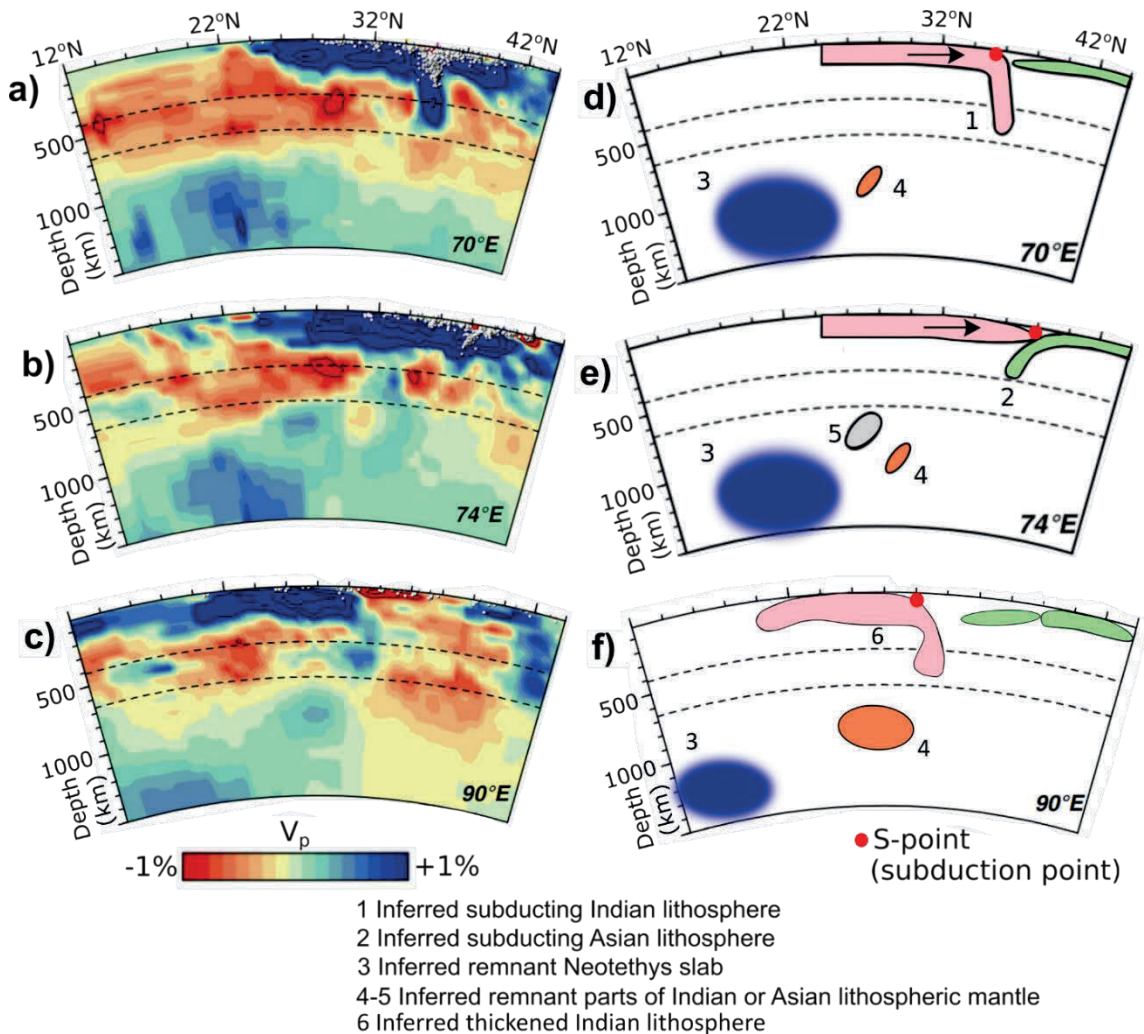 12°N 22°N 32°N 42°N
a)
500
1000
Depth (km)
70°E
b)
500
1000
Depth (km)
74°E
c)
500
1000
Depth (km)
90°E
Vp
-1% +1%
12°N 22°N 32°N 42°N
d)
500
1000
Depth (km)
1
3
4
70°E
e)
500
1000
Depth (km)
2
5
3
4
74°E
f)
500
1000
Depth (km)
6
3
4
90°E
S-point
(subduction point)
1 Inferred subducting Indian lithosphere
2 Inferred subducting Asian lithosphere
3 Inferred remnant Neotethys slab
4-5 Inferred remnant parts of Indian or Asian lithospheric mantle
6 Inferred thickened Indian lithosphere